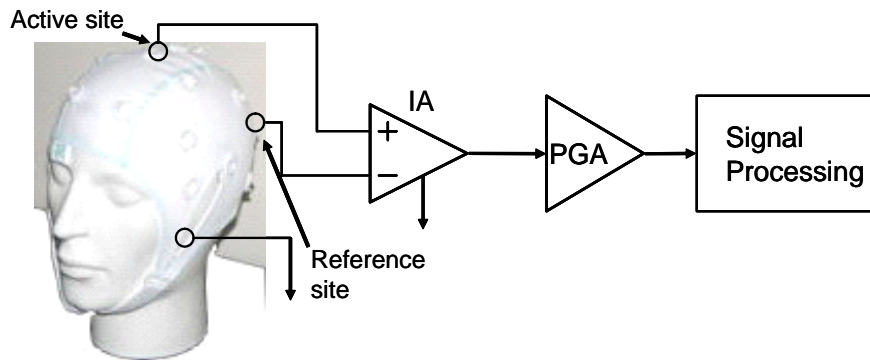 Active site
IA
+
−
PGA
Signal
Processing
Reference
site